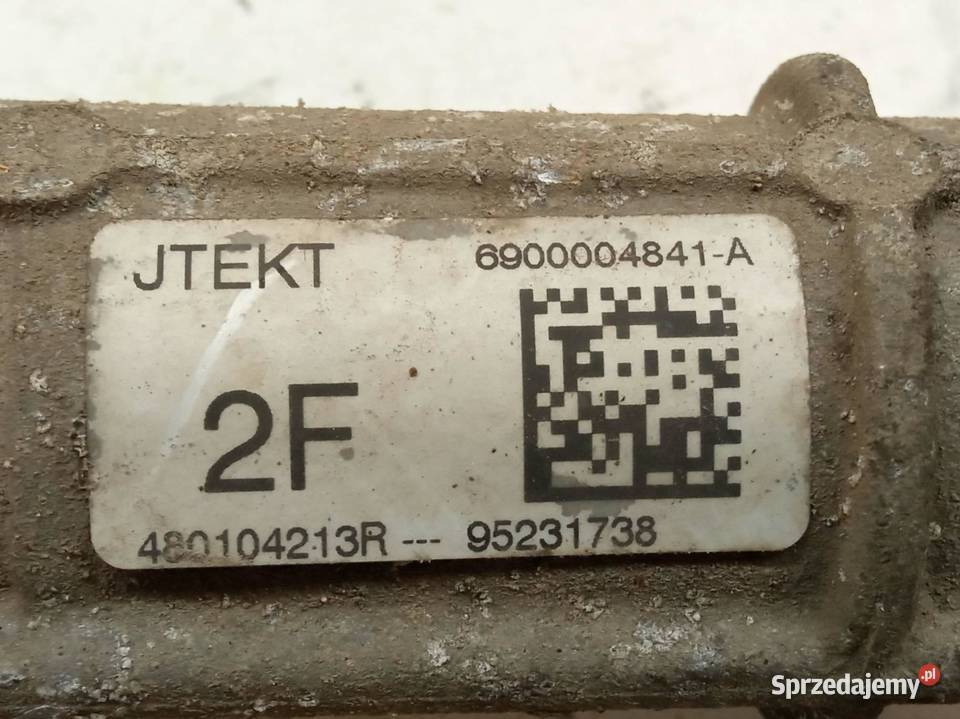 JTEKT 6900004841-A
2F
480104213R --- 95231738
Sprzedajemy.pl